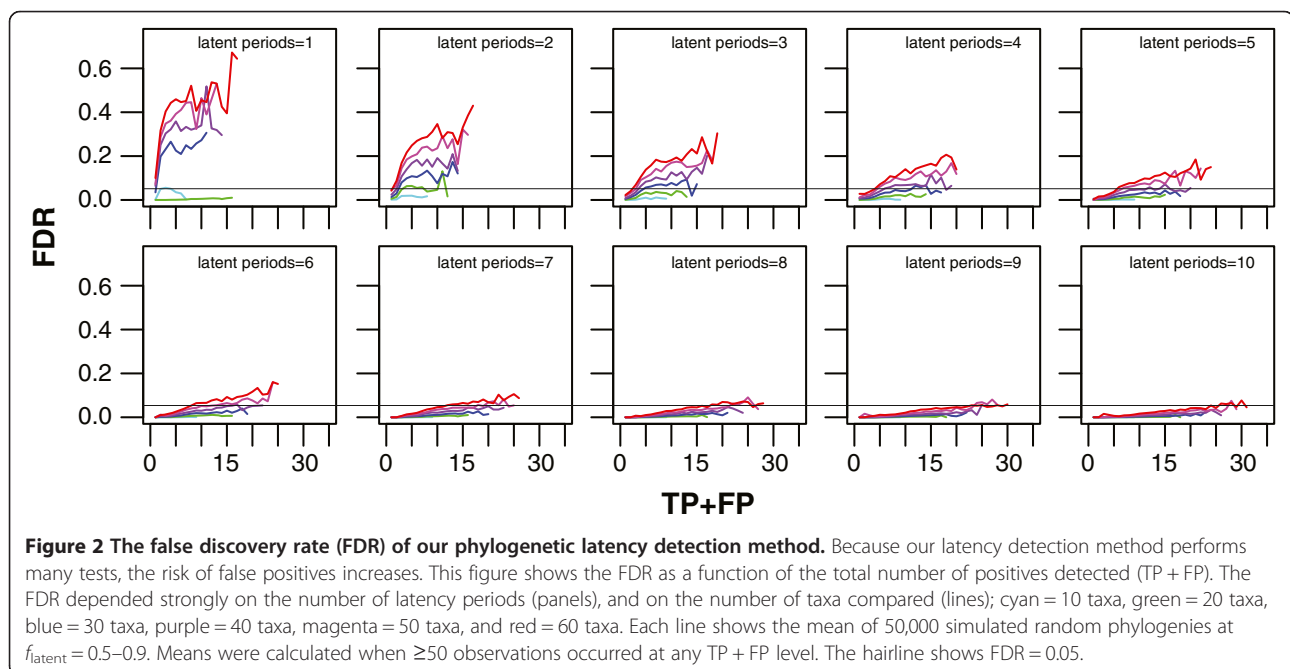 latent periods=1 latent periods=2 latent periods=3 latent periods=4 latent periods=5
0.6
0.4
0.2
0.0
FDR
latent periods=6 latent periods=7 latent periods=8 latent periods=9 latent periods=10
0.6
0.4
0.2
0.0
0 15 30 0 15 30 0 15 30 0 15 30 0 15 30
TP+FP
Figure 2 The false discovery rate (FDR) of our phylogenetic latency detection method. Because our latency detection method performs
many tests, the risk of false positives increases. This figure shows the FDR as a function of the total number of positives detected (TP + FP). The
FDR depended strongly on the number of latency periods (panels), and on the number of taxa compared (lines); cyan = 10 taxa, green = 20 taxa,
blue = 30 taxa, purple = 40 taxa, magenta = 50 taxa, and red = 60 taxa. Each line shows the mean of 50,000 simulated random phylogenies at
flatent = 0.5–0.9. Means were calculated when ≥50 observations occurred at any TP + FP level. The hairline shows FDR = 0.05.